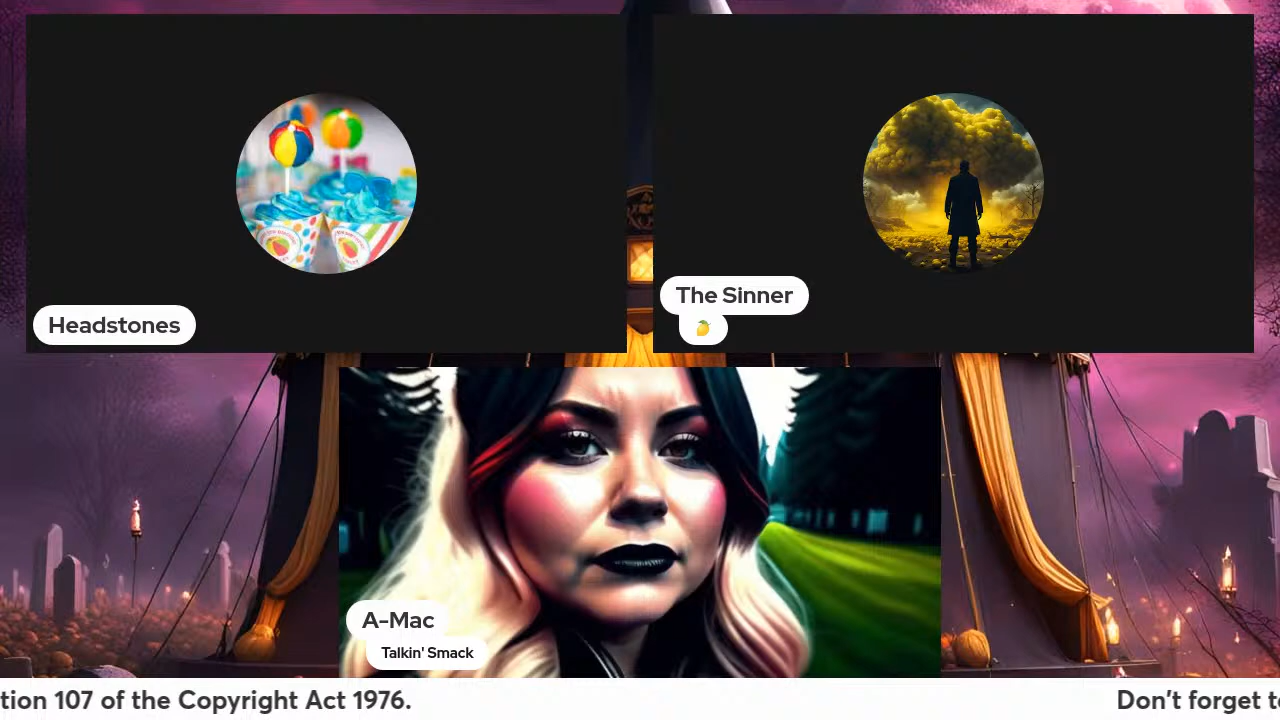 Headstones
The Sinner
🍋
A-Mac
Talkin' Smack
tion 107 of the Copyright Act 1976.
Don't forget t